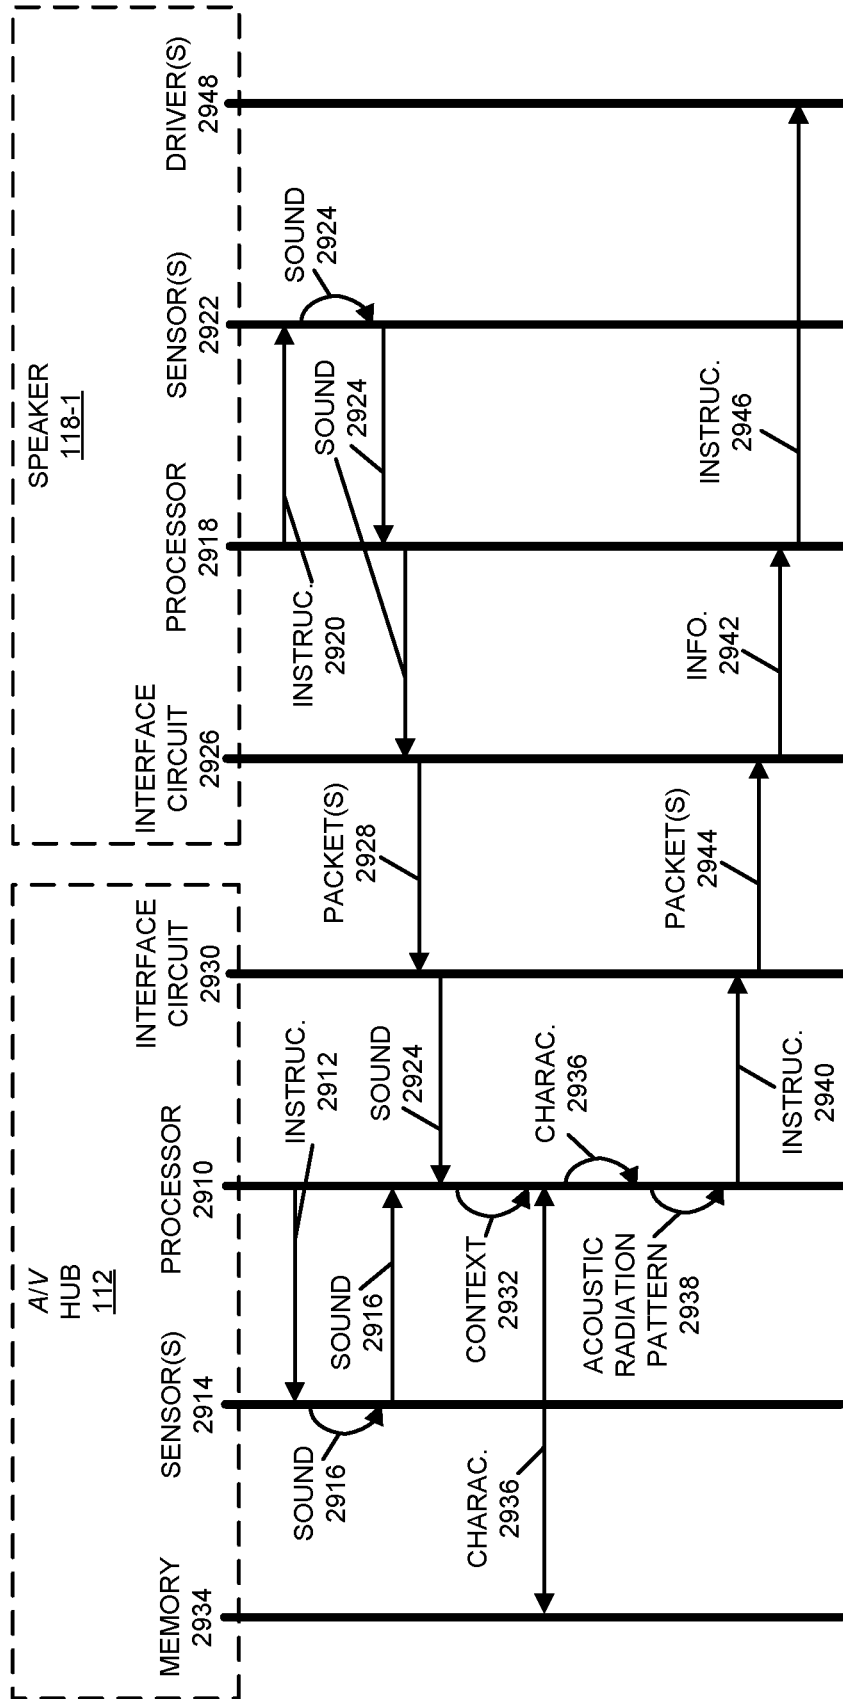 A/V
HUB
112
SPEAKER
118-1
MEMORY
2934
SENSOR(S)
2914
PROCESSOR
2910
INTERFACE
CIRCUIT
2930
INTERFACE
CIRCUIT
2926
PROCESSOR
2918
SENSOR(S)
2922
DRIVER(S)
2948
INSTRUC.
2912
SOUND
2916
SOUND
2916
INSTRUC.
2920
SOUND
2924
SOUND
2924
PACKET(S)
2928
SOUND
2924
CONTEXT
2932
CHARAC.
2936
CHARAC.
2936
ACOUSTIC
RADIATION
PATTERN
2938
INSTRUC.
2940
PACKET(S)
2944
INFO.
2942
INSTRUC.
2946